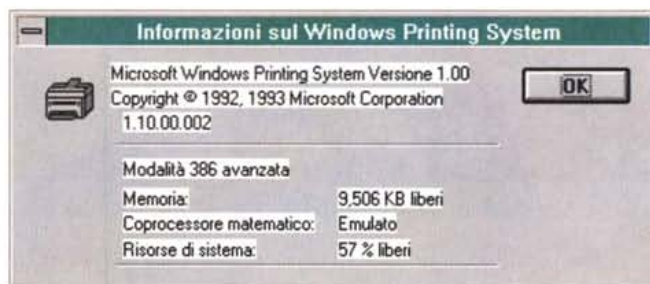 Informazioni sul Windows Printing System
Microsoft Windows Printing System Versione 1.00
Copyright © 1992, 1993 Microsoft Corporation
1.10.00.002
OK
Modalità 386 avanzata
Memoria: 9,506 KB liberi
Coprocessore matematico: Emulato
Risorse di sistema: 57 % liberi